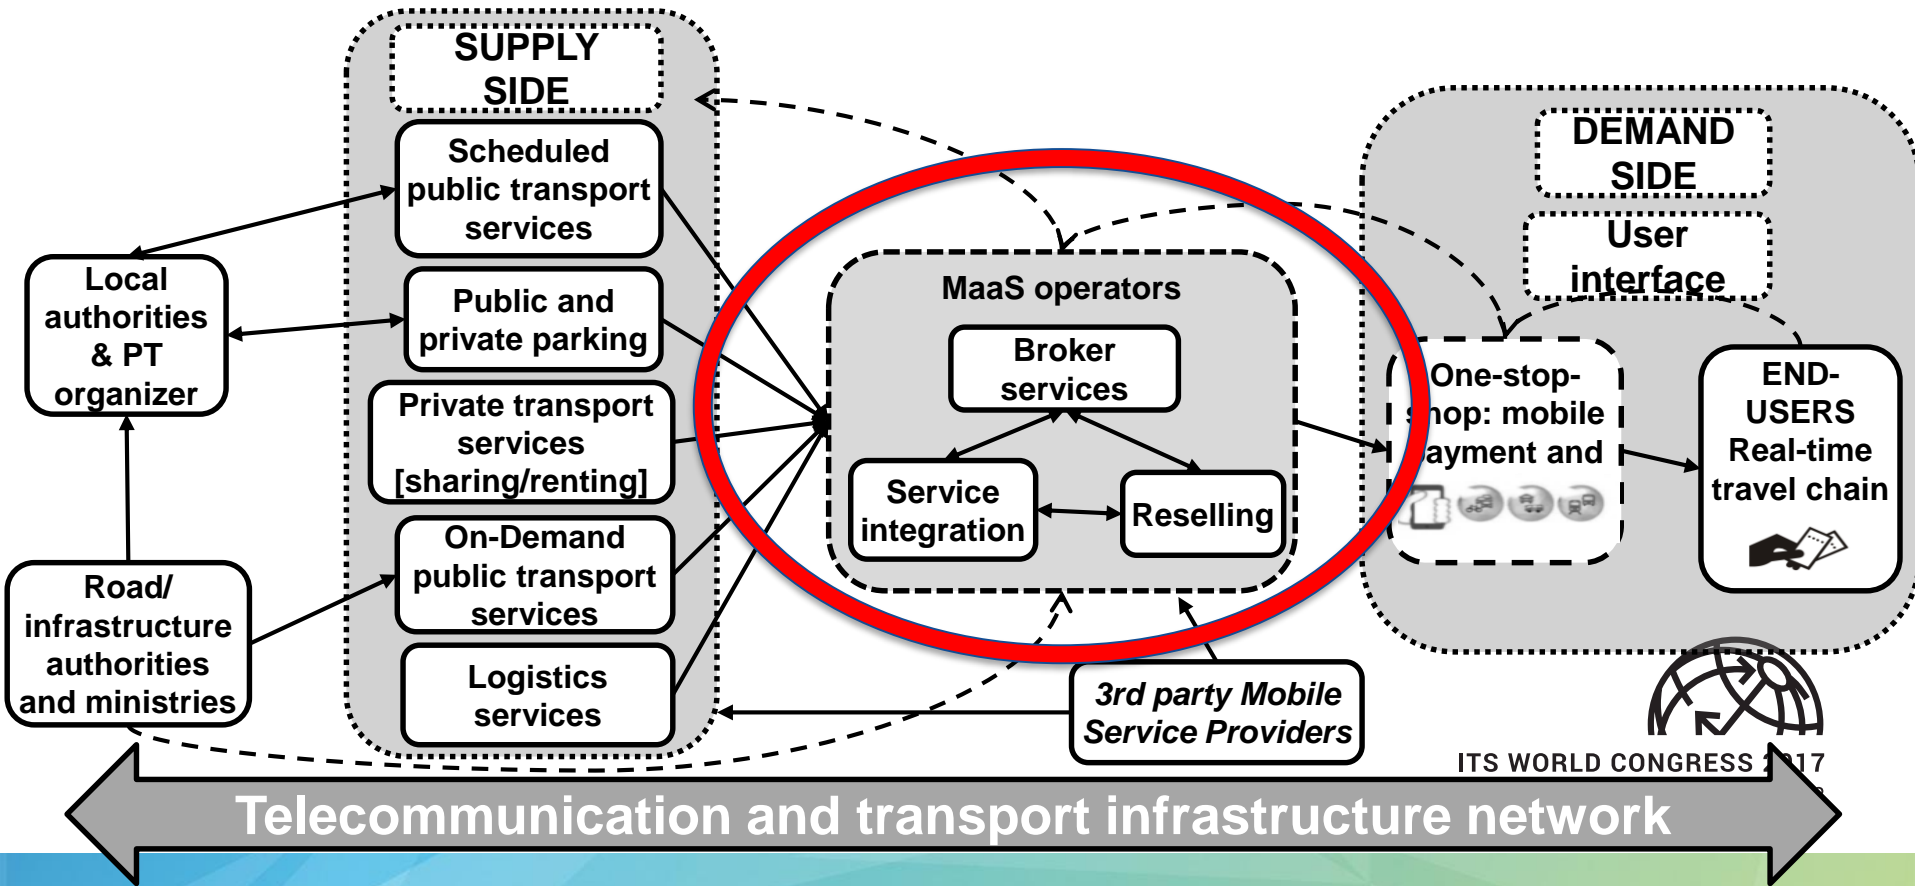 SUPPLY
SIDE
Scheduled
public transport
services
Public and
private parking
Private transport
services
[sharing/renting]
On-Demand
public transport
services
Logistics
services
Local
authorities
& PT
organizer
Road/
infrastructure
authorities
and ministries
MaaS operators
Broker
services
Service
integration
Reselling
3rd party Mobile
Service Providers
DEMAND
SIDE
User
interface
One-stop-
shop: mobile
payment and
END-
USERS
Real-time
travel chain
ITS WORLD CONGRESS 2017
Telecommunication and transport infrastructure network